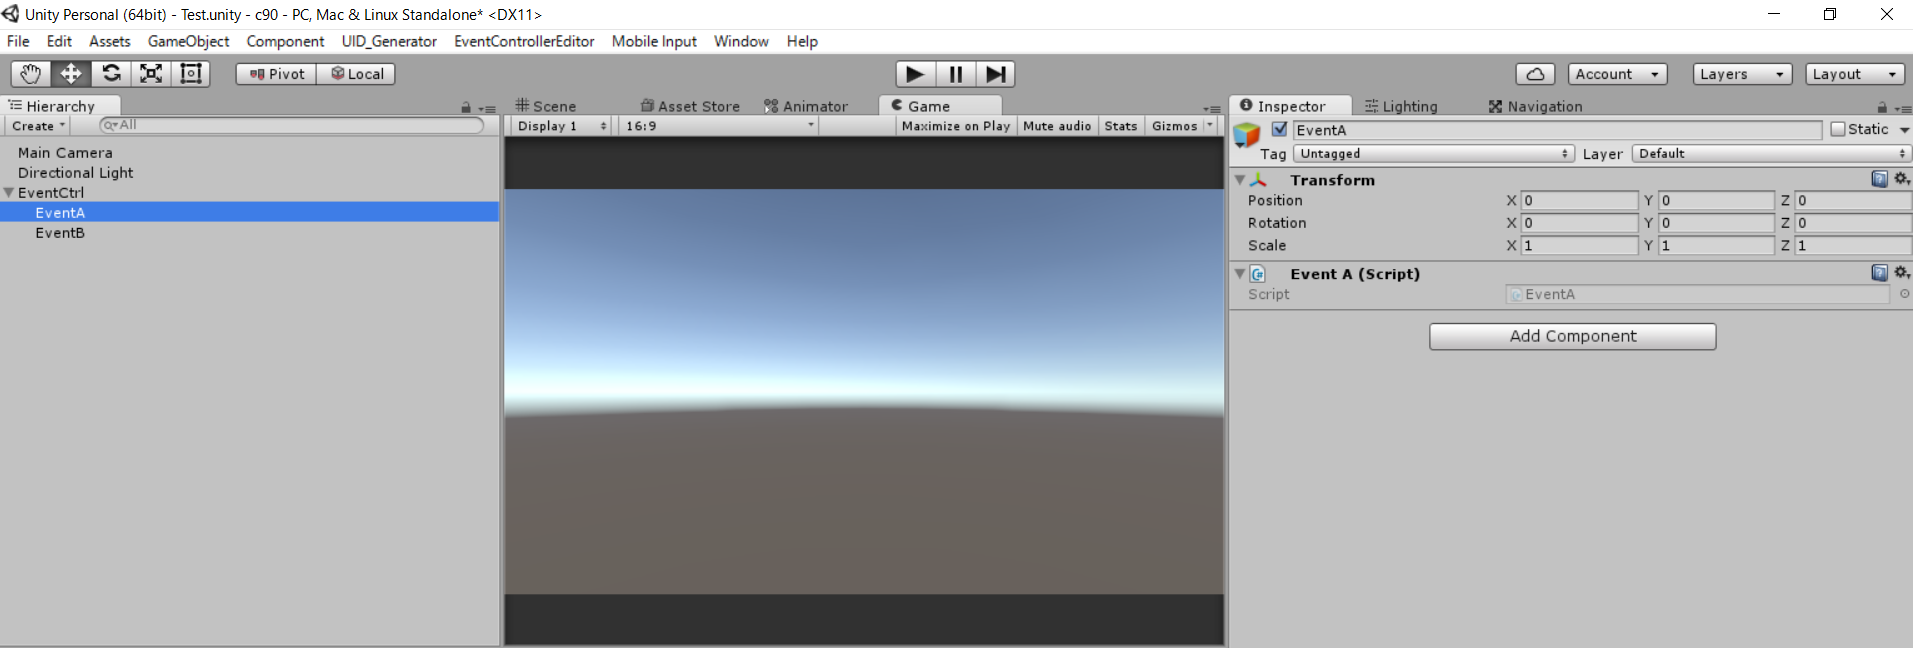 Unity Personal (64bit) - Test.unity - c90 - PC, Mac & Linux Standalone* <DX11>
File Edit Assets GameObject Component UID_Generator EventControllerEditor Mobile Input Window Help
Pivot Local Account Layers Layout
Hierarchy
Create All
Main Camera
Directional Light
EventCtrl
EventA
EventB
Scene Asset Store Animator Game
Display 1 16:9 Maximize on Play Mute audio Stats Gizmos
Inspector Lighting Navigation
EventA Static
Tag Untagged Layer Default
Transform
Position X 0 Y 0 Z 0
Rotation X 0 Y 0 Z 0
Scale X 1 Y 1 Z 1
Event A (Script)
Script EventA
Add Component